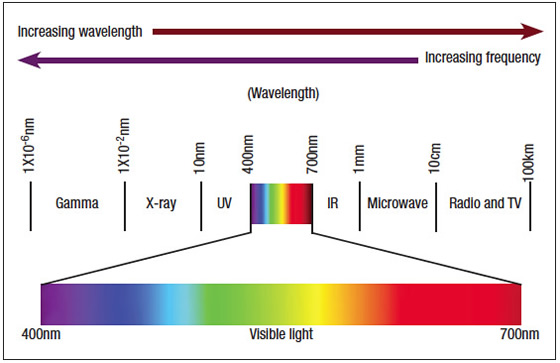 Increasing wavelength
Increasing frequency
(Wavelength)
1X10-6nm
1X10-2nm
10nm
400nm
700nm
1mm
10cm
100km
Gamma
X-ray
UV
IR
Microwave
Radio and TV
400nm
Visible light
700nm